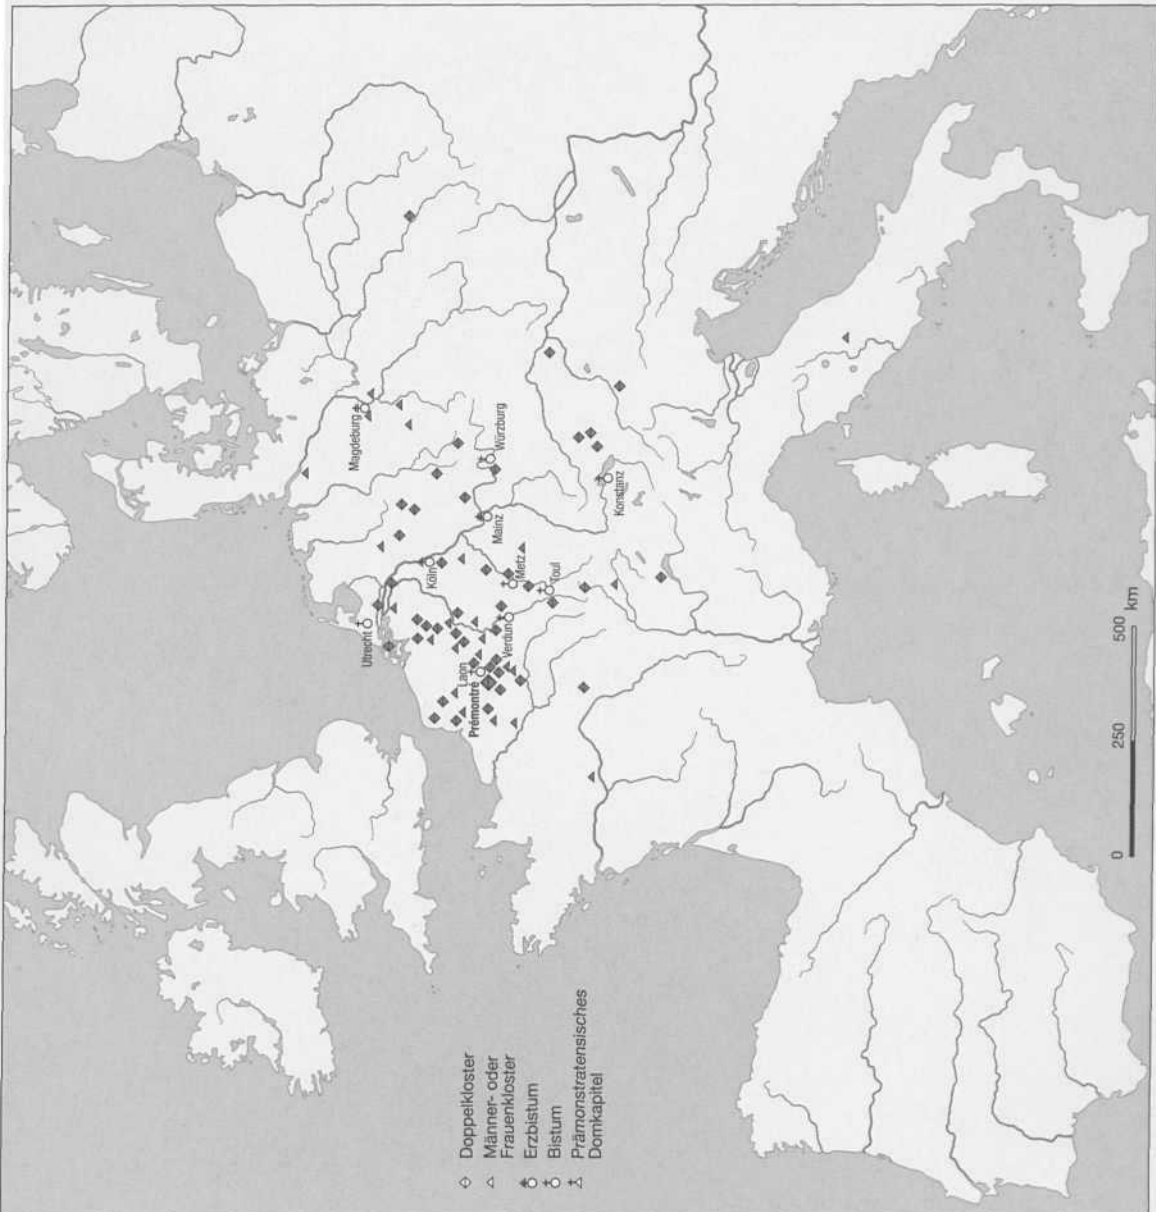 Magdeburg
Utrecht
Köln
Würzburg
Mainz
Laon
Prémontré
Verdun
Metz
Toul
Konstanz
Doppelkloster
Männer- oder
Frauenkloster
Erzbistum
Bistum
Prämonstratensisches
Domkapitel
0 250 500 km